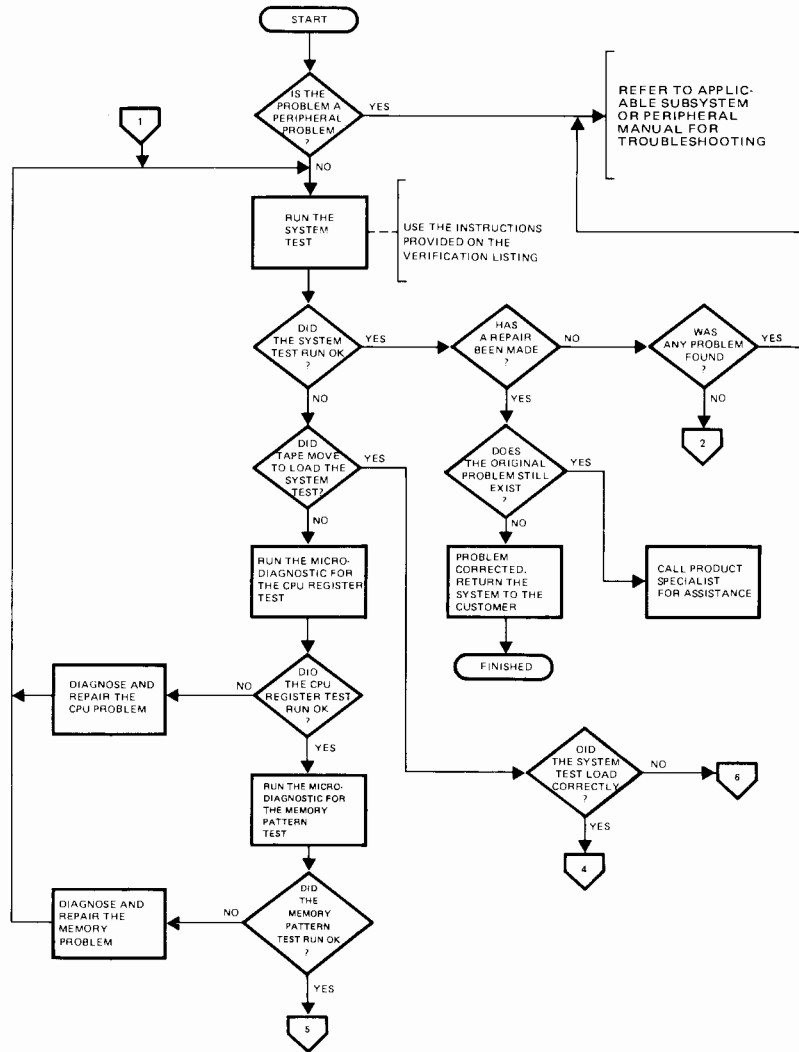 START
IS THE
PROBLEM A
PERIPHERAL
PROBLEM
?
YES
REFER TO APPLIC-
ABLE SUBSYSTEM
OR PERIPHERAL
MANUAL FOR
TROUBLESHOOTING
1
NO
RUN THE
SYSTEM
TEST
USE THE INSTRUCTIONS
PROVIDED ON THE
VERIFICATION LISTING
DID
THE SYSTEM
TEST RUN OK
?
YES
HAS
A REPAIR
BEEN MADE
?
NO
WAS
ANY PROBLEM
FOUND
?
YES
NO
YES
NO
2
DID
TAPE MOVE
TO LOAD THE
SYSTEM
TEST?
YES
DOES
THE ORIGINAL
PROBLEM STILL
EXIST
?
YES
NO
NO
RUN THE MICRO-
DIAGNOSTIC FOR
THE CPU REGISTER
TEST
PROBLEM
CORRECTED.
RETURN THE
SYSTEM TO THE
CUSTOMER
CALL PRODUCT
SPECIALIST
FOR ASSISTANCE
FINISHED
DIAGNOSE AND
REPAIR THE
CPU PROBLEM
NO
DID
THE CPU
REGISTER TEST
RUN OK
?
YES
DID
THE SYSTEM
TEST LOAD
CORRECTLY
?
NO
6
RUN THE MICRO-
DIAGNOSTIC FOR
THE MEMORY
PATTERN
TEST
YES
4
DIAGNOSE AND
REPAIR THE
MEMORY
PROBLEM
NO
DID
THE
MEMORY
PATTERN
TEST RUN OK
?
YES
5